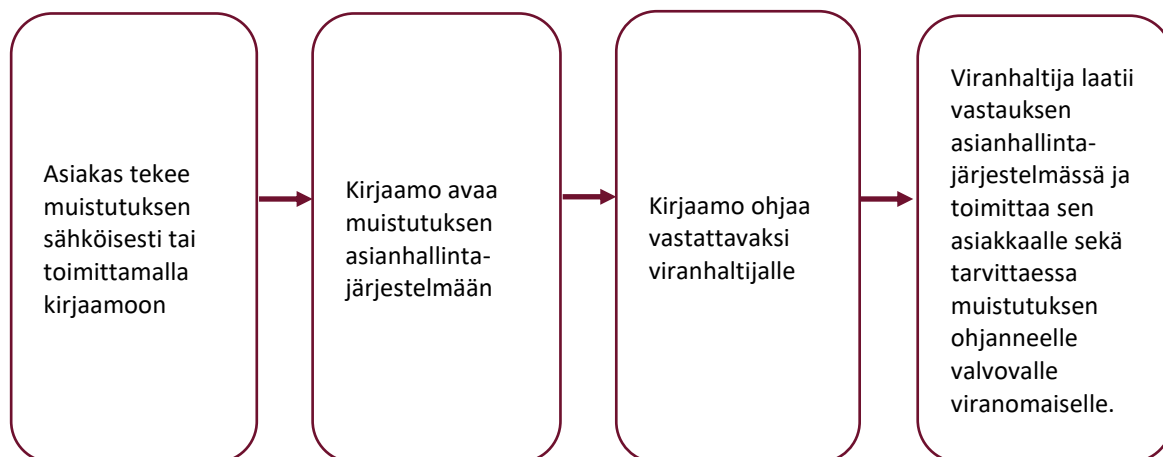 Asiakas tekee
muistutuksen
sähköisesti tai
toimittamalla
kirjaamoon
Kirjaamo avaa
muistutuksen
asianhallinta-
järjestelmään
Kirjaamo ohjaa
vastattavaksi
viranhaltijalle
Viranhaltija laatii
vastauksen
asianhallinta-
järjestelmässä ja
toimittaa sen
asiakkaalle sekä
tarvittaessa
muistutuksen
ohjanneelle
valvovalle
viranomaiselle.